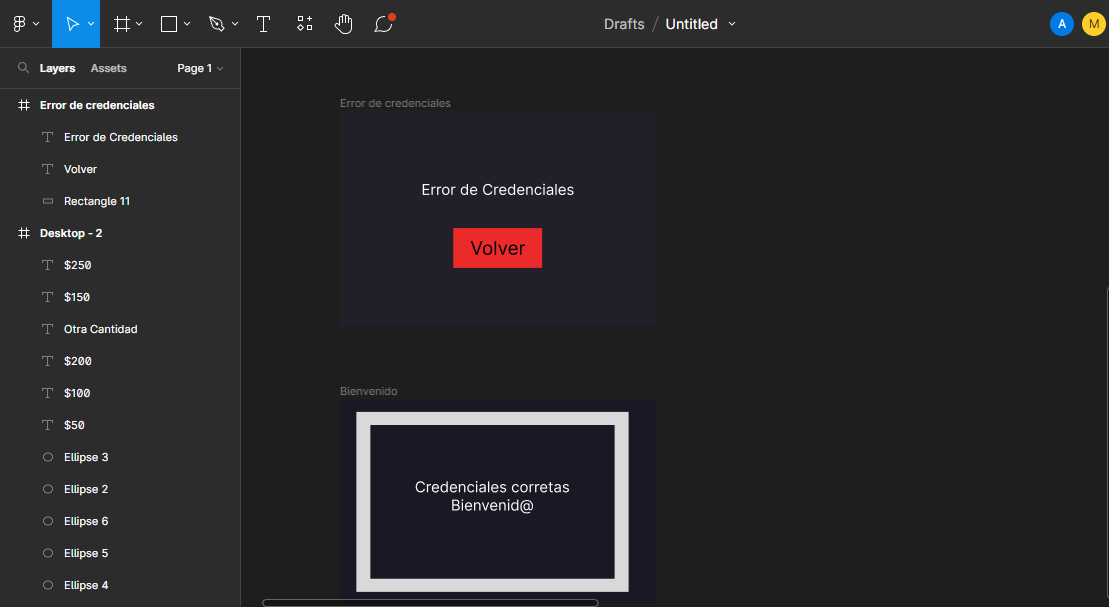 Drafts / Untitled
A
M
Layers Assets Page 1
Error de credenciales
Error de Credenciales
Volver
Rectangle 11
Desktop - 2
$250
$150
Otra Cantidad
$200
$100
$50
Ellipse 3
Ellipse 2
Ellipse 6
Ellipse 5
Ellipse 4
Error de credenciales
Error de Credenciales
Volver
Bienvenido
Credenciales corretas
Bienvenid@